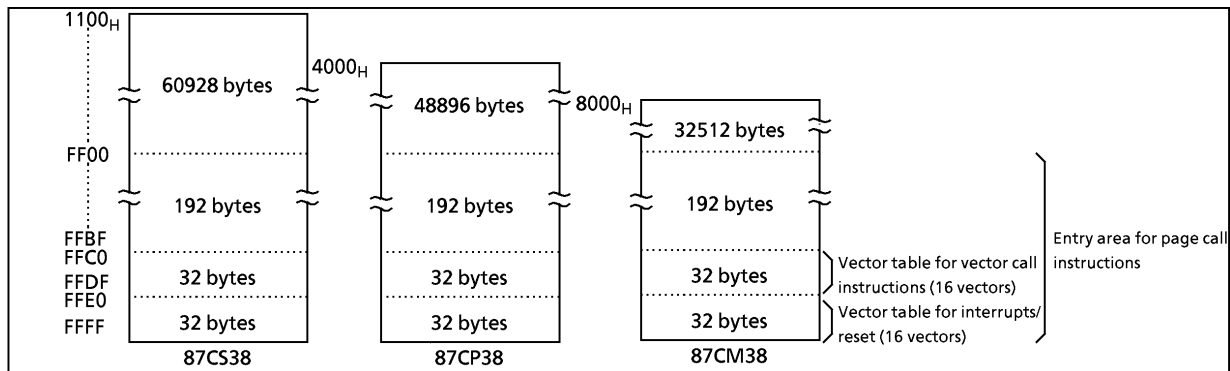 1100H
60928 bytes
4000H
48896 bytes
8000H
32512 bytes
FF00
192 bytes
192 bytes
192 bytes
FFBF
FFC0
FFDF
FFE0
FFFF
32 bytes
32 bytes
32 bytes
32 bytes
32 bytes
32 bytes
Vector table for vector call
instructions (16 vectors)
Vector table for interrupts/
reset (16 vectors)
Entry area for page call
instructions
87CS38
87CP38
87CM38